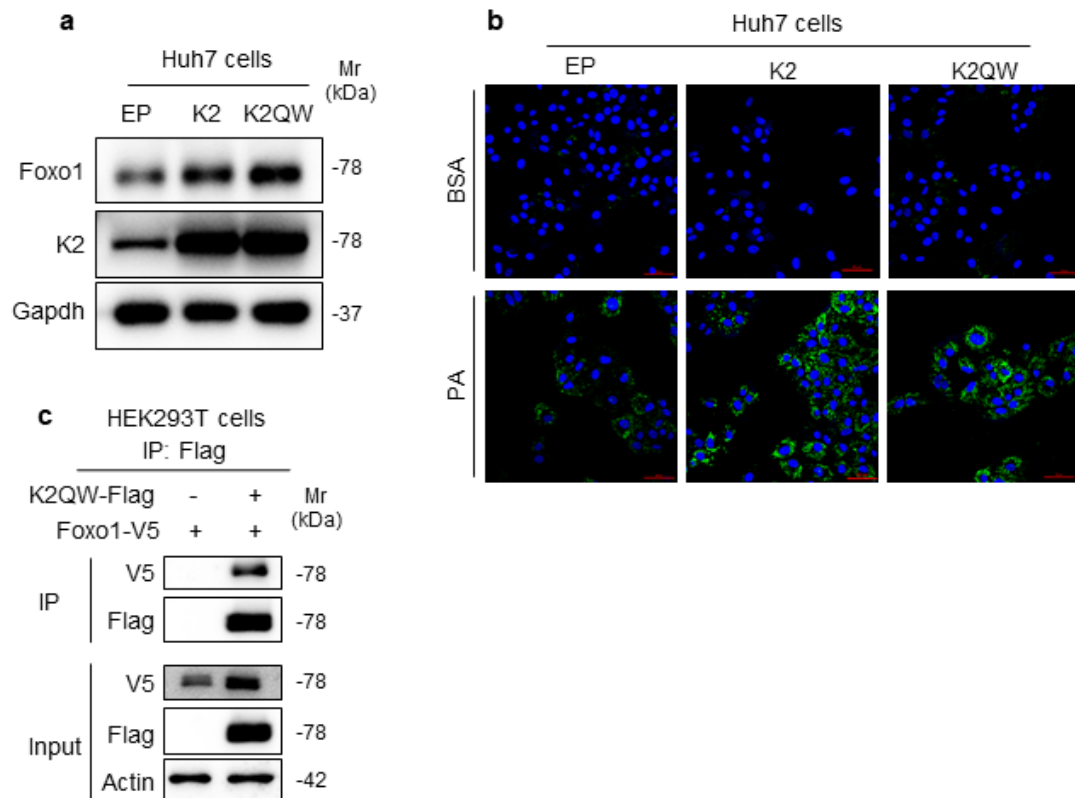 a
Huh7 cells
Mr
(kDa)
EP K2 K2QW
Foxo1 -78
K2 -78
Gapdh -37
b
Huh7 cells
EP K2 K2QW
BSA
PA
c
HEK293T cells
IP: Flag
K2QW-Flag - + Mr
(kDa)
Foxo1-V5 + +
IP
V5 -78
Flag -78
Input
V5 -78
Flag -78
Actin -42